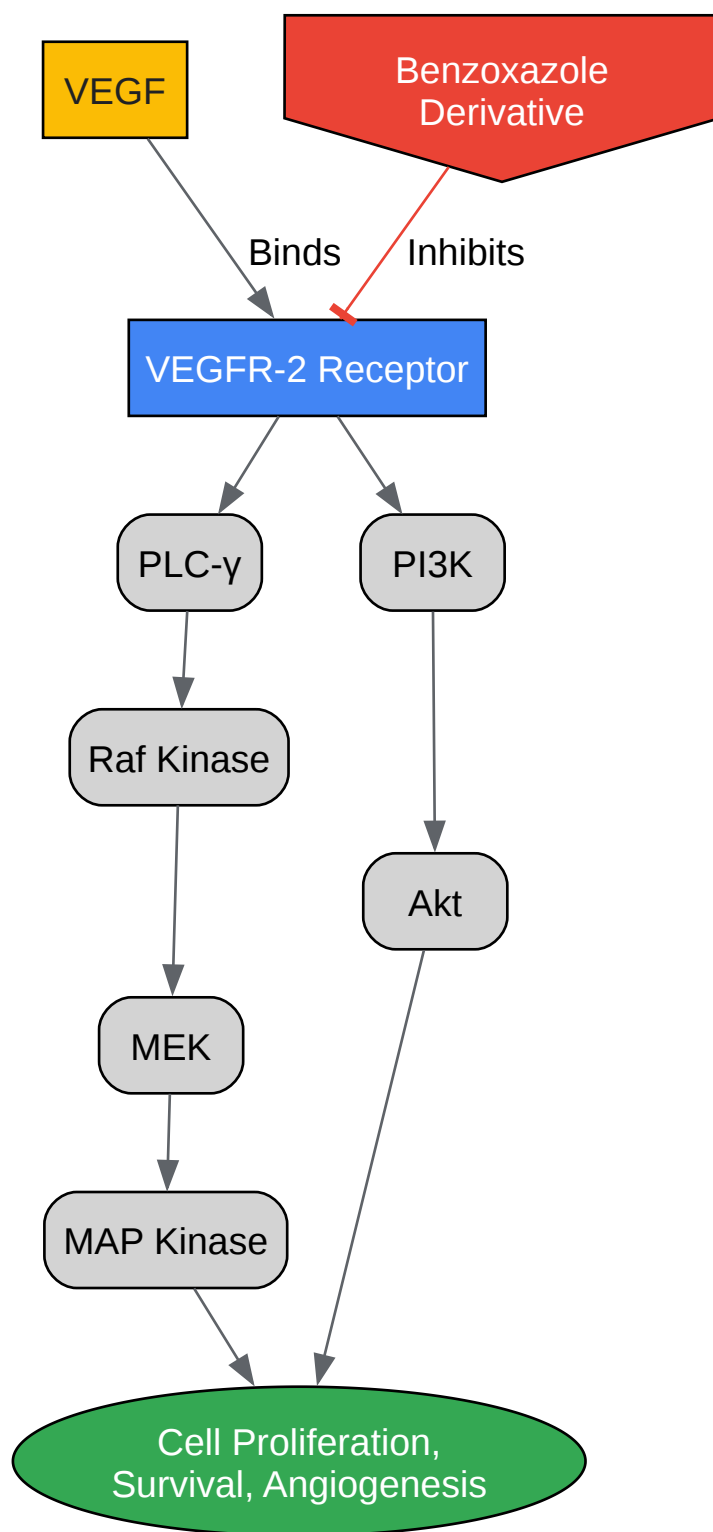 VEGF
Benzoxazole
Derivative
Binds
Inhibits
VEGFR-2 Receptor
PLC-γ
PI3K
Raf Kinase
Akt
MEK
MAP Kinase
Cell Proliferation,
Survival, Angiogenesis